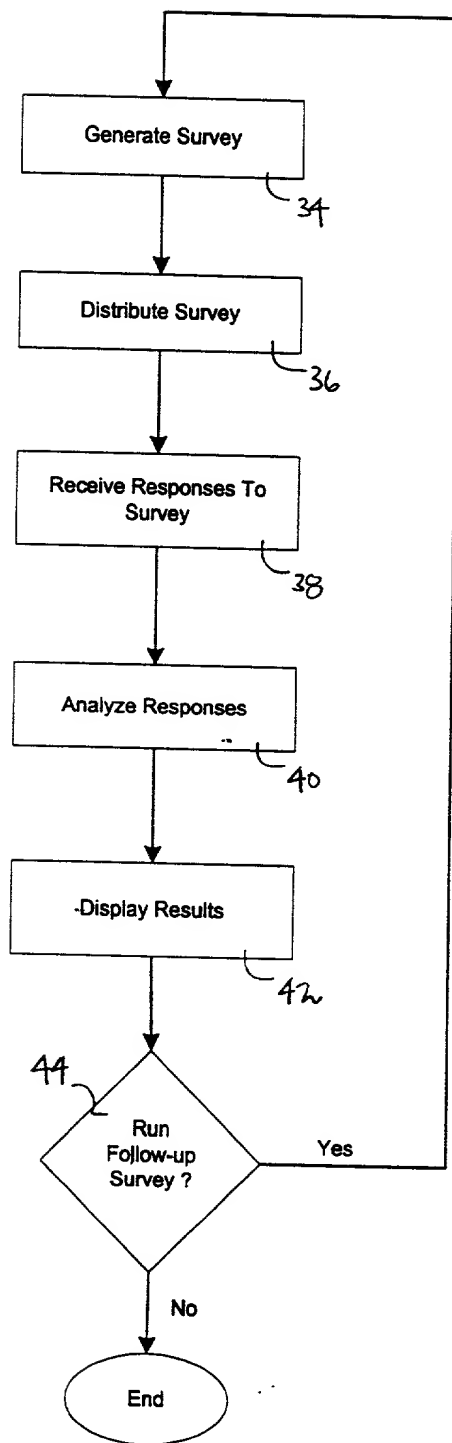 Generate Survey
34
Distribute Survey
36
Receive Responses To
Survey
38
Analyze Responses
40
Display Results
42
44
Run
Follow-up
Survey ?
Yes
No
End